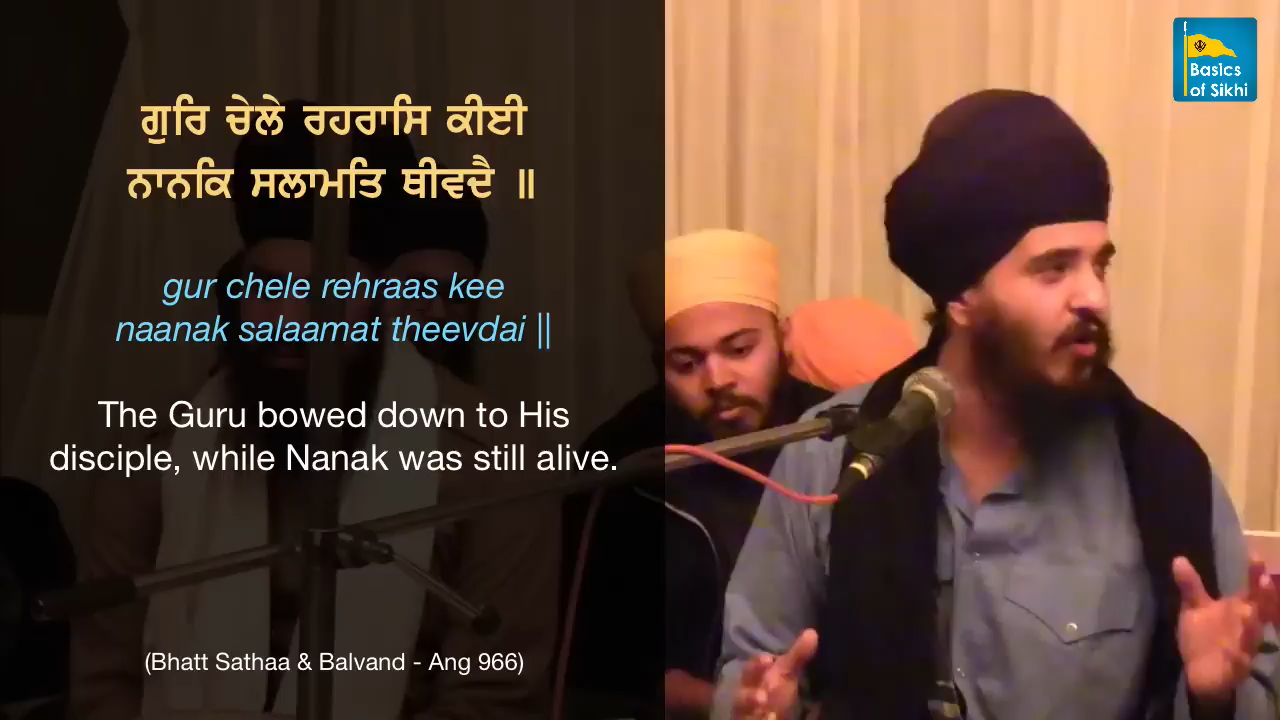 Basics
of Sikhi
ਗੁਰਿ ਚੇਲੇ ਰਹਰਾਸਿ ਕੀਈ
ਨਾਨਕਿ ਸਲਾਮਤਿ ਥੀਵਦੈ ॥
gur chele rehraas kee
naanak salaamat theevdai ||
The Guru bowed down to His
disciple, while Nanak was still alive.
(Bhatt Sathaa & Balvand - Ang 966)